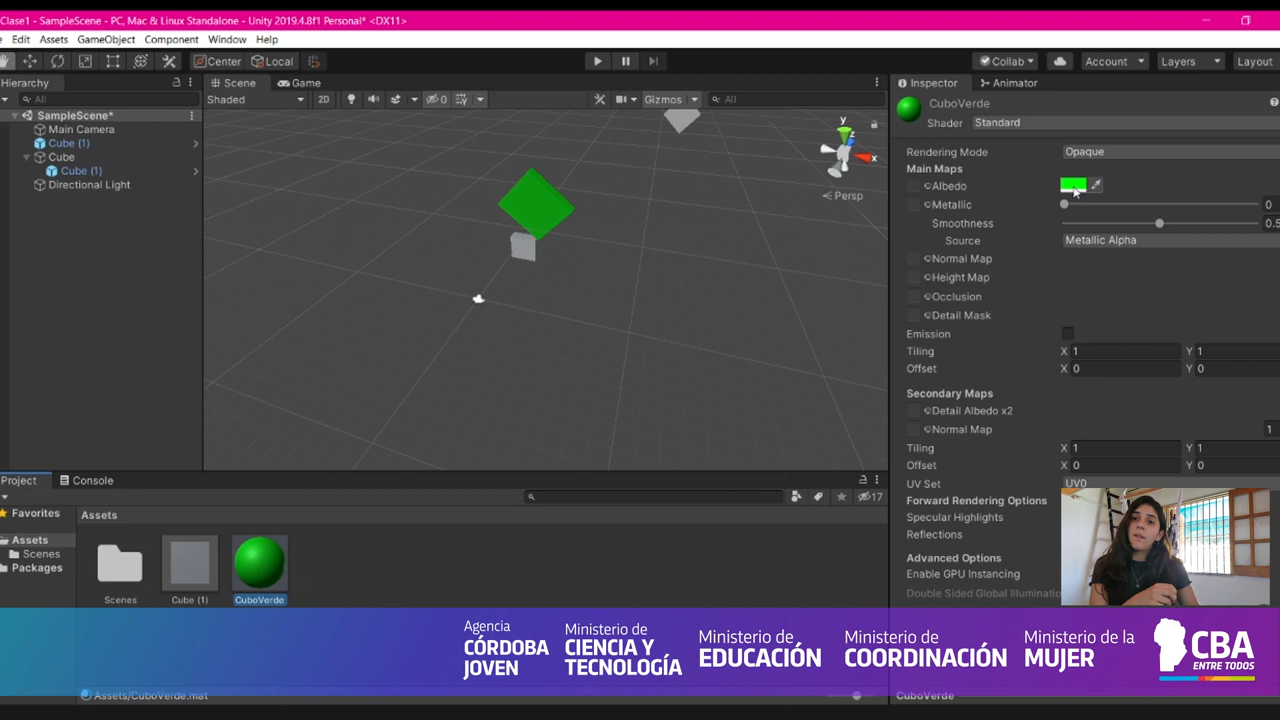 Clase1 - SampleScene - PC, Mac & Linux Standalone - Unity 2019.4.8f1 Personal* <DX11>
Edit Assets GameObject Component Window Help
Center Local Collab Account Layers Layout
Hierarchy
All
SampleScene*
Main Camera
Cube (1)
Cube
Cube (1)
Directional Light
Scene Game
Shaded 2D 0 Gizmos All
y
z
x
Persp
Inspector Animator
CuboVerde
Shader Standard
Rendering Mode Opaque
Main Maps
Albedo
Metallic 0
Smoothness 0.5
Source Metallic Alpha
Normal Map
Height Map
Occlusion
Detail Mask
Emission
Tiling X 1 Y 1
Offset X 0 Y 0
Secondary Maps
Detail Albedo x2
Normal Map 1
Tiling X 1 Y 1
Offset X 0 Y 0
UV Set UV0
Forward Rendering Options
Specular Highlights
Reflections
Advanced Options
Enable GPU Instancing
Double Sided Global Illuminatio
Project Console
17
Favorites
Assets
Scenes
Packages
Assets
Scenes Cube (1) CuboVerde
Agencia
CÓRDOBA
JOVEN
Ministerio de
CIENCIA Y
TECNOLOGÍA
Ministerio de
EDUCACIÓN
Ministerio de
COORDINACIÓN
Ministerio de la
MUJER
CBA
ENTRE TODOS
Assets/CuboVerde.mat
CuboVerde